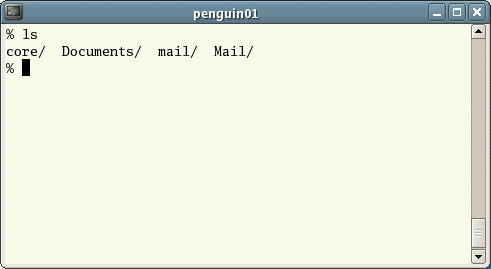 penguin01
% ls
core/  Documents/  mail/  Mail/
%